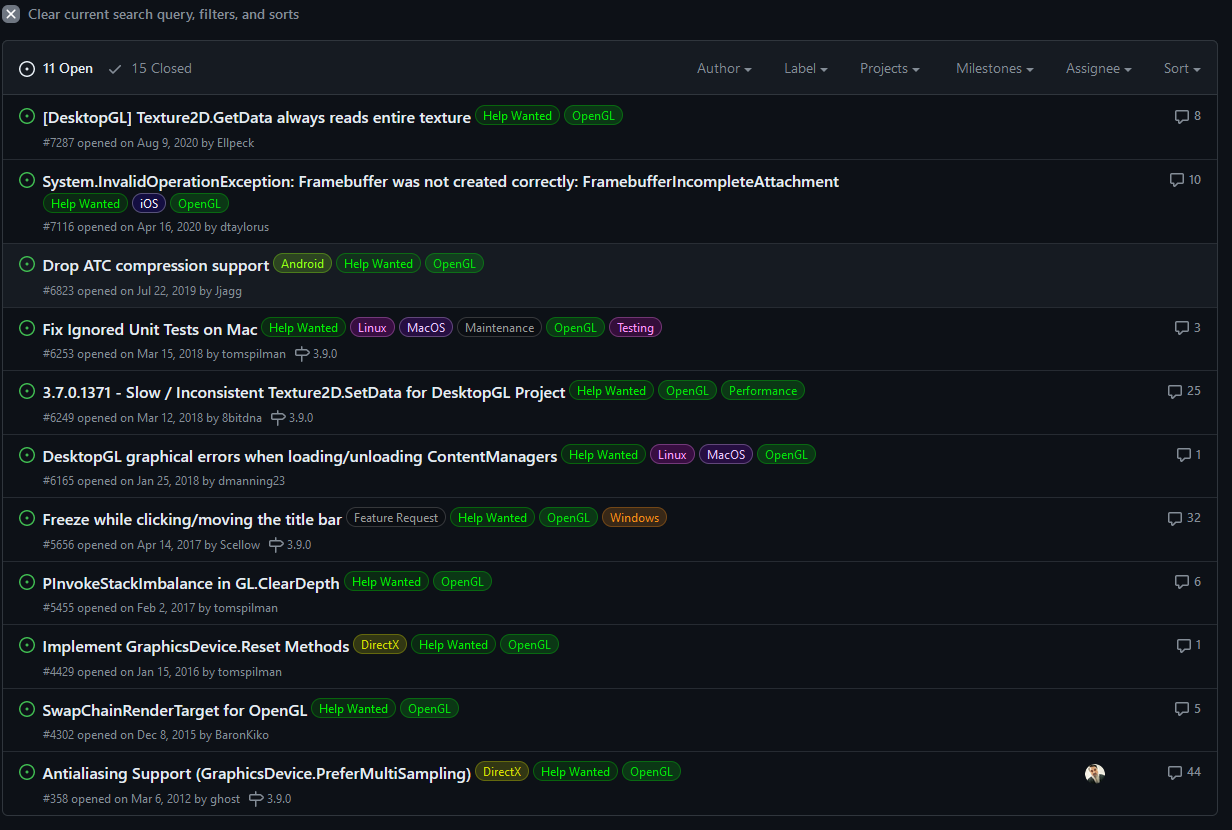 Clear current search query, filters, and sorts
11 Open 15 Closed Author Label Projects Milestones Assignee Sort
[DesktopGL] Texture2D.GetData always reads entire texture Help Wanted OpenGL 8
#7287 opened on Aug 9, 2020 by Ellpeck
System.InvalidOperationException: Framebuffer was not created correctly: FramebufferIncompleteAttachment 10
Help Wanted iOS OpenGL
#7116 opened on Apr 16, 2020 by dtaylorus
Drop ATC compression support Android Help Wanted OpenGL
#6823 opened on Jul 22, 2019 by Jjagg
Fix Ignored Unit Tests on Mac Help Wanted Linux MacOS Maintenance OpenGL Testing 3
#6253 opened on Mar 15, 2018 by tomspilman 3.9.0
3.7.0.1371 - Slow / Inconsistent Texture2D.SetData for DesktopGL Project Help Wanted OpenGL Performance 25
#6249 opened on Mar 12, 2018 by 8bitdna 3.9.0
DesktopGL graphical errors when loading/unloading ContentManagers Help Wanted Linux MacOS OpenGL 1
#6165 opened on Jan 25, 2018 by dmanning23
Freeze while clicking/moving the title bar Feature Request Help Wanted OpenGL Windows 32
#5656 opened on Apr 14, 2017 by Scellow 3.9.0
PInvokeStackImbalance in GL.ClearDepth Help Wanted OpenGL 6
#5455 opened on Feb 2, 2017 by tomspilman
Implement GraphicsDevice.Reset Methods DirectX Help Wanted OpenGL 1
#4429 opened on Jan 15, 2016 by tomspilman
SwapChainRenderTarget for OpenGL Help Wanted OpenGL 5
#4302 opened on Dec 8, 2015 by BaronKiko
Antialiasing Support (GraphicsDevice.PreferMultiSampling) DirectX Help Wanted OpenGL 44
#358 opened on Mar 6, 2012 by ghost 3.9.0